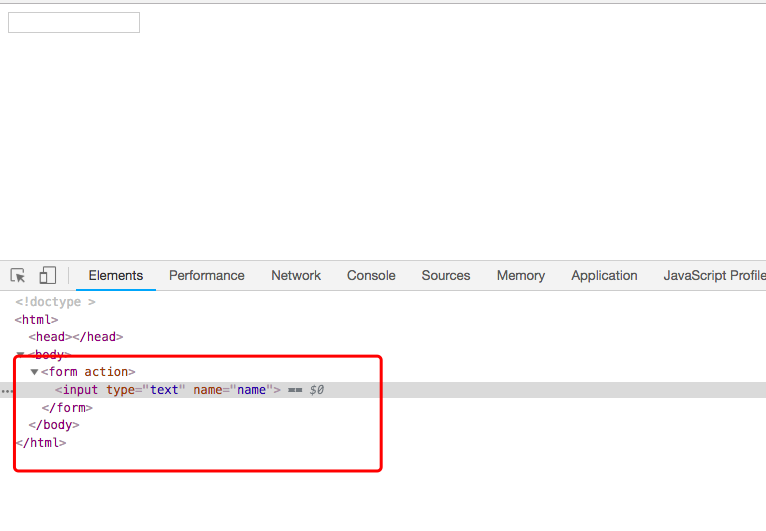 Elements Performance Network Console Sources Memory Application JavaScript Profile
<!doctype >
<html>
<head></head>
<body>
<form action>
… <input type="text" name="name"> == $0
</form>
</body>
</html>